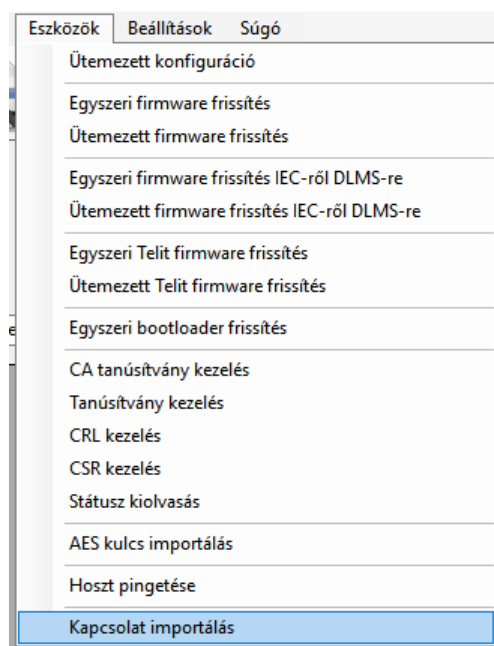 Eszközök Beállítások Súgó
Ütemezett konfiguráció
Egyszeri firmware frissítés
Ütemezett firmware frissítés
Egyszeri firmware frissítés IEC-ről DLMS-re
Ütemezett firmware frissítés IEC-ről DLMS-re
Egyszeri Telit firmware frissítés
Ütemezett Telit firmware frissítés
Egyszeri bootloader frissítés
CA tanúsítvány kezelés
Tanúsítvány kezelés
CRL kezelés
CSR kezelés
Státusz kiolvasás
AES kulcs importálás
Hoszt pingetése
Kapcsolat importálás